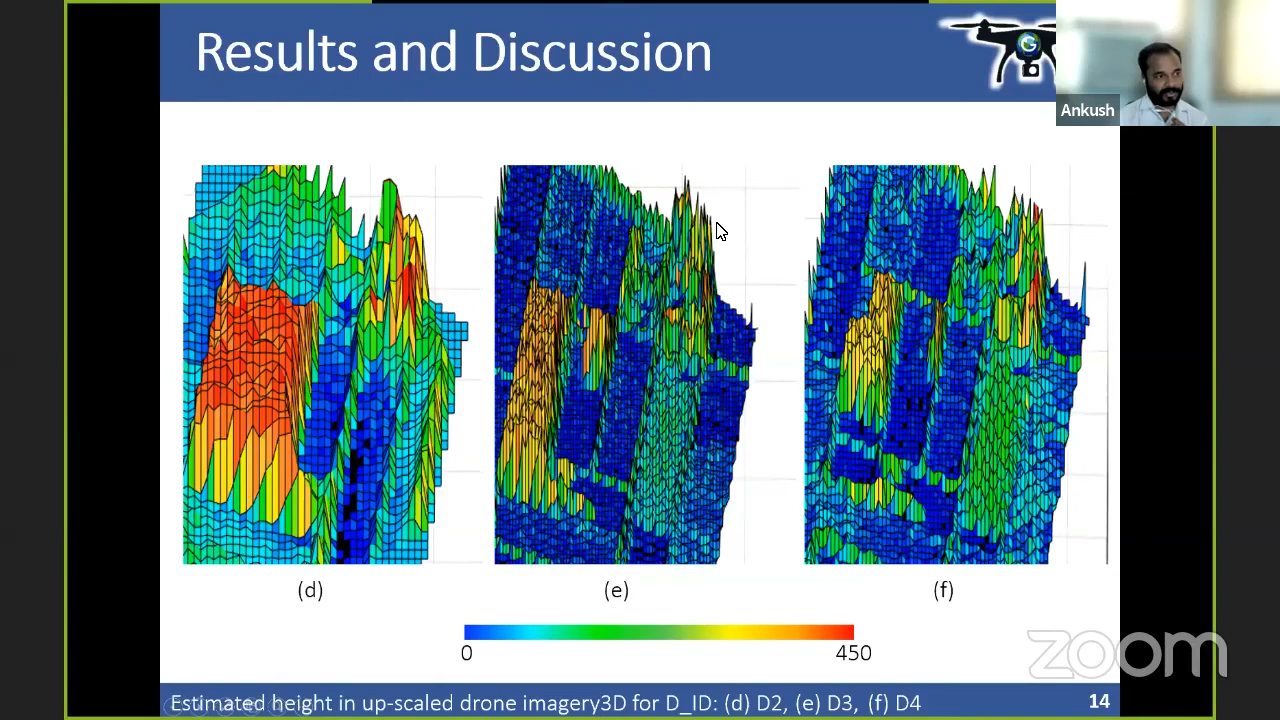 Results and Discussion
G
Ankush
(d)
(e)
(f)
0
450
zoom
Estimated height in up-scaled drone imagery3D for D_ID: (d) D2, (e) D3, (f) D4
14